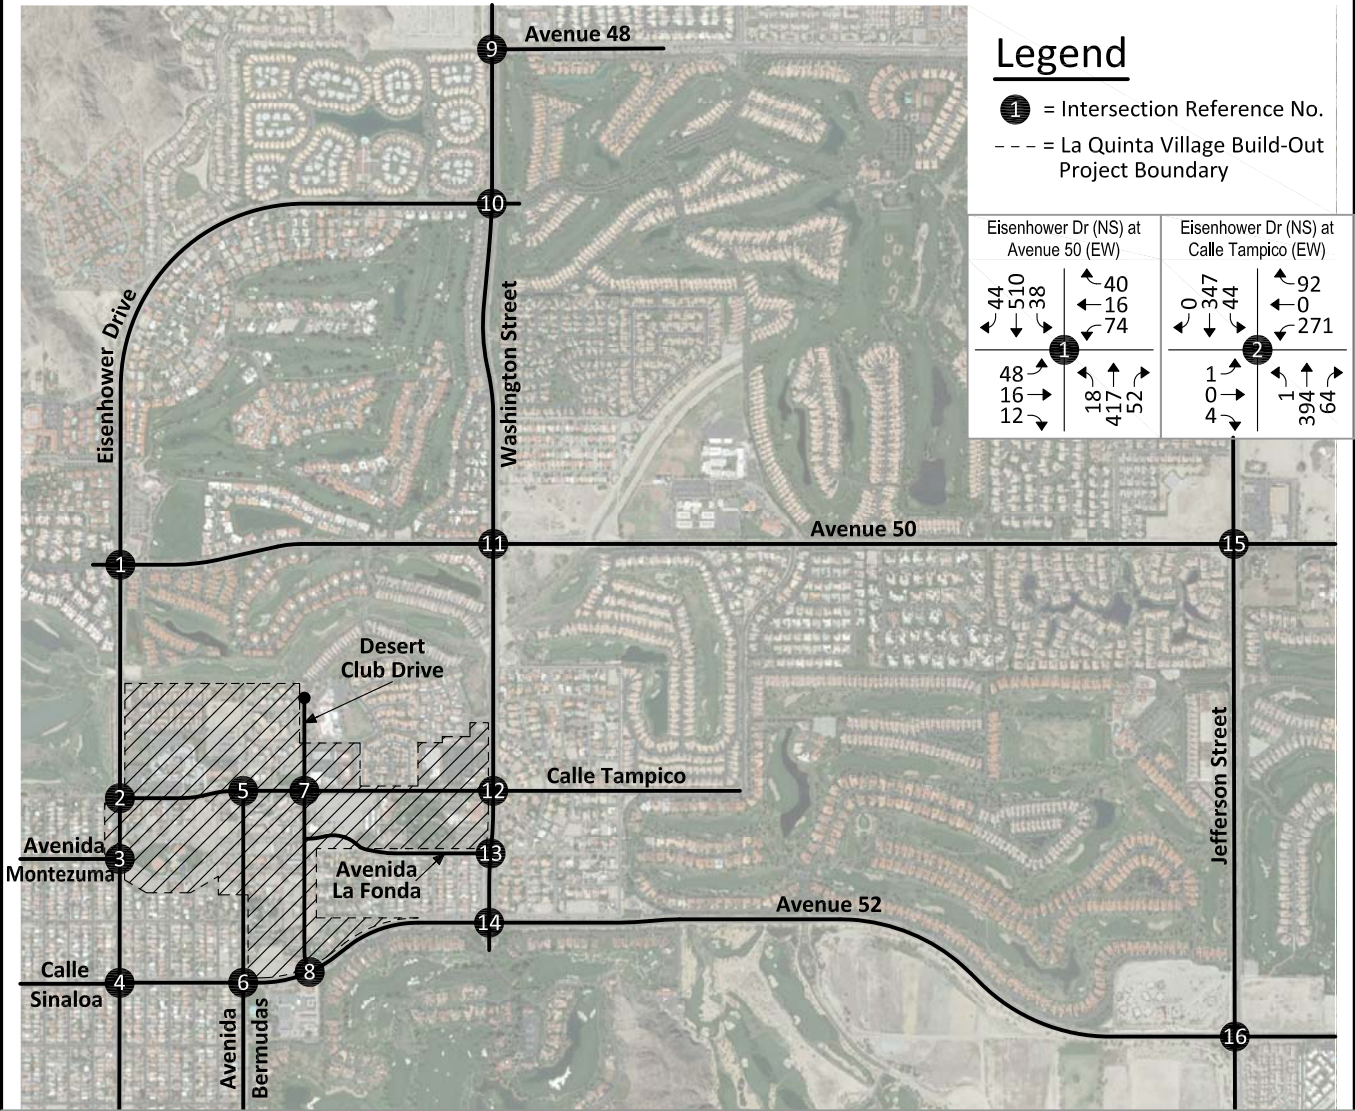 9
Avenue 48
Legend
1 = Intersection Reference No.
--- = La Quinta Village Build-Out
Project Boundary
10
Eisenhower Drive
Washington Street
Eisenhower Dr (NS) at
Avenue 50 (EW)
44 510 38
40
16
74
1
48
16
12
18 417 52
Eisenhower Dr (NS) at
Calle Tampico (EW)
0 347 44
92
0
271
2
1
0
4
1 394 64
1
11
Avenue 50
15
Desert
Club Drive
Jefferson Street
2
5
7
12
Calle Tampico
Avenida
Montezuma
3
Avenida
La Fonda
13
14
Avenue 52
Calle
Sinaloa
4
6
8
Avenida
Bermudas
16